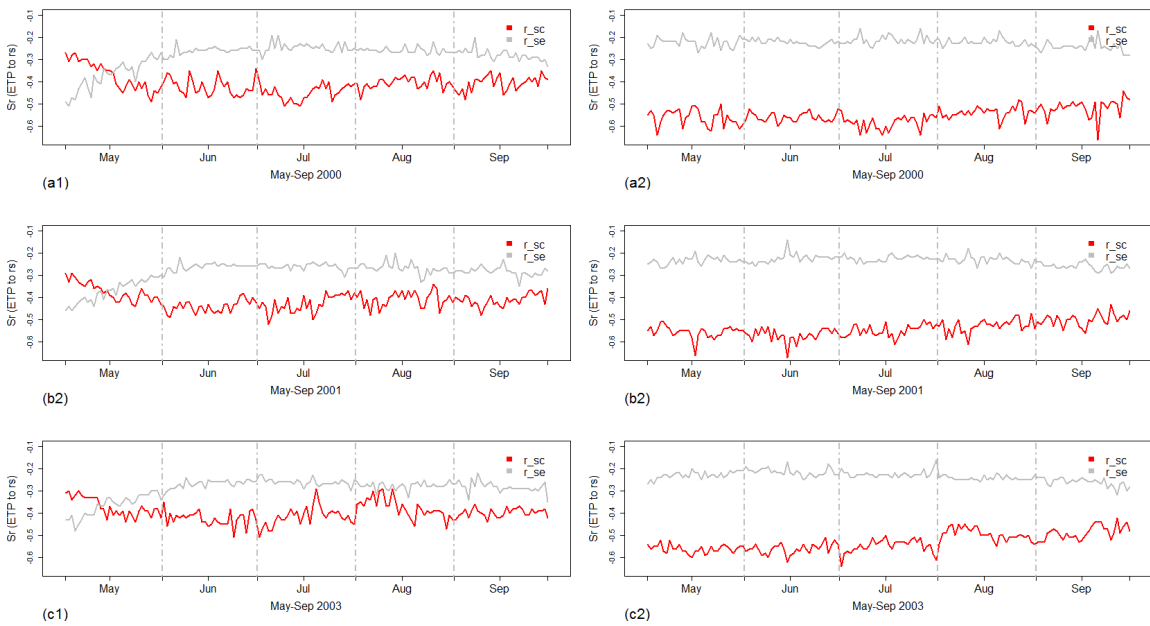 Sr (ETP to rs)
-0.1
-0.2
-0.3
-0.4
-0.5
-0.6
r_sc
r_se
May Jun Jul Aug Sep
May-Sep 2000
(a1)
Sr (ETP to rs)
-0.1
-0.2
-0.3
-0.4
-0.5
-0.6
r_sc
r_se
May Jun Jul Aug Sep
May-Sep 2000
(a2)
Sr (ETP to rs)
-0.1
-0.2
-0.3
-0.4
-0.5
-0.6
r_sc
r_se
May Jun Jul Aug Sep
May-Sep 2001
(b2)
Sr (ETP to rs)
-0.1
-0.2
-0.3
-0.4
-0.5
-0.6
r_sc
r_se
May Jun Jul Aug Sep
May-Sep 2001
(b2)
Sr (ETP to rs)
-0.1
-0.2
-0.3
-0.4
-0.5
-0.6
r_sc
r_se
May Jun Jul Aug Sep
May-Sep 2003
(c1)
Sr (ETP to rs)
-0.1
-0.2
-0.3
-0.4
-0.5
-0.6
r_sc
r_se
May Jun Jul Aug Sep
May-Sep 2003
(c2)